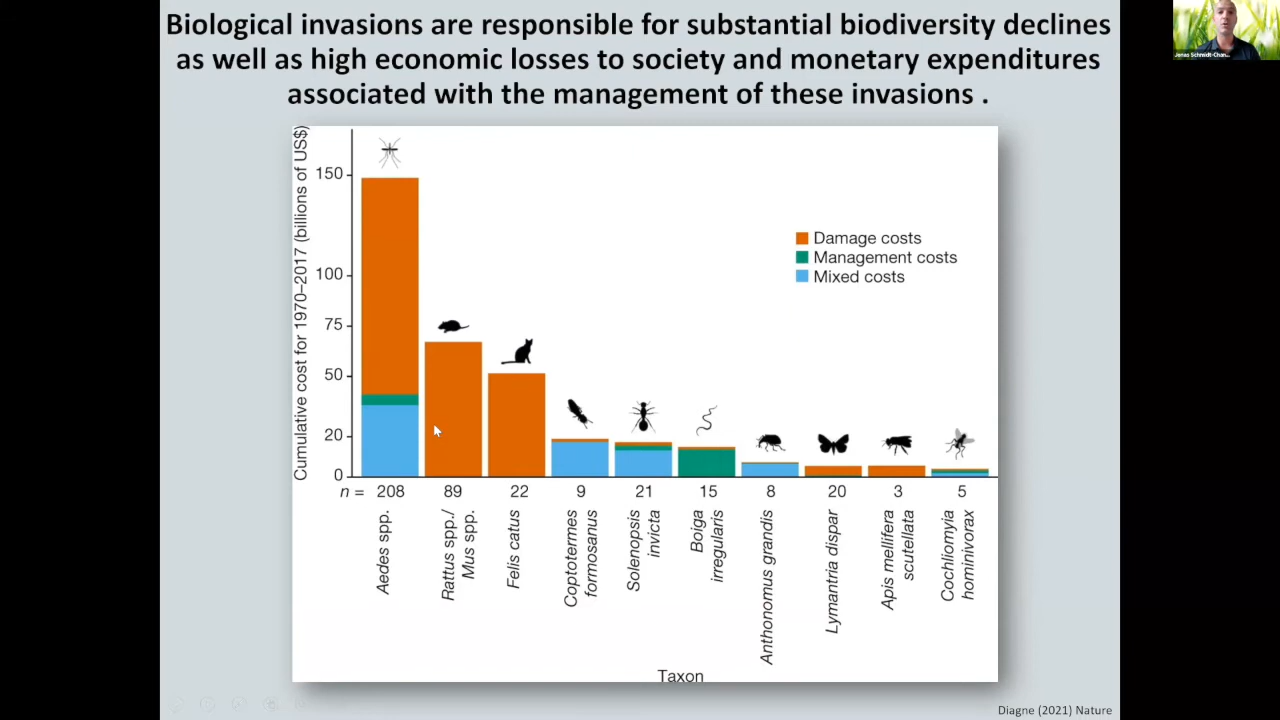 Biological invasions are responsible for substantial biodiversity declines
as well as high economic losses to society and monetary expenditures
associated with the management of these invasions .
Cumulative cost for 1970–2017 (billions of US$)
150
100
75
50
20
0
Damage costs
Management costs
Mixed costs
n = 208 89 22 9 21 15 8 20 3 5
Aedes spp.
Rattus spp./
Mus spp.
Felis catus
Coptotermes
formosanus
Solenopsis
invicta
Boiga
irregularis
Anthonomus grandis
Lymantria dispar
Apis mellifera
scutellata
Cochliomyia
hominivorax
Taxon
Diagne (2021) Nature
Jonas Schmidt-Chan...